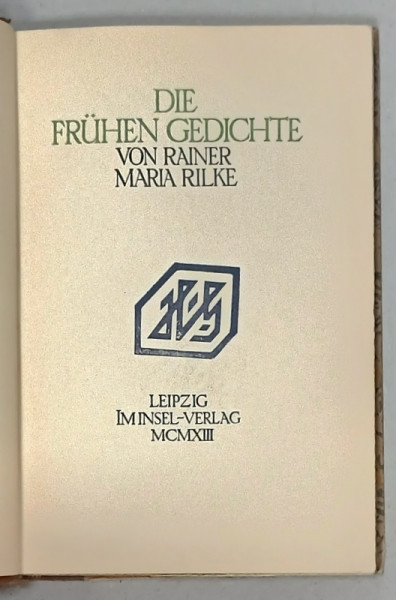 DIE
FRÜHEN GEDICHTE
VON RAINER
MARIA RILKE
LEIPZIG
IM INSEL-VERLAG
MCMXIII